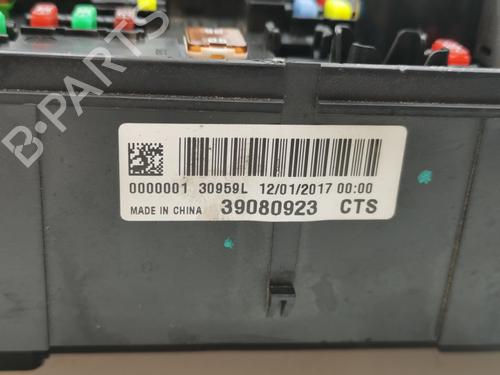 B-PARTS
0000001 30959L 12/01/2017 00:00
MADE IN CHINA 39080923 CTS